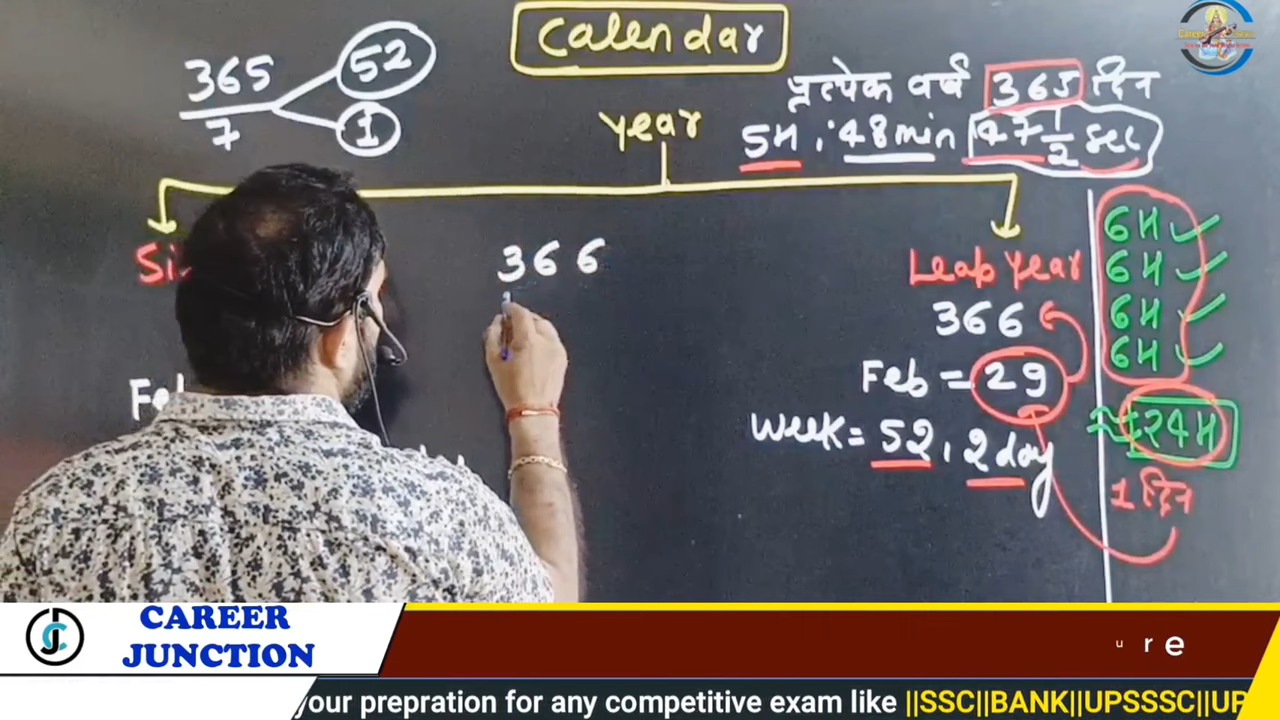 Calendar
365
7
52
1
प्रत्येक वर्ष 365 दिन
5H, 48min 47 1/2 sec
year
Si
Leap year
366
366
Feb = 29
Week = 52, 2 day
6H ✓
6H ✓
6H ✓
6H ✓
≈ 24H
1 दिन
Feb
CAREER
JUNCTION
u r e
your prepration for any competitive exam like ||SSC||BANK||UPSSSC||UP